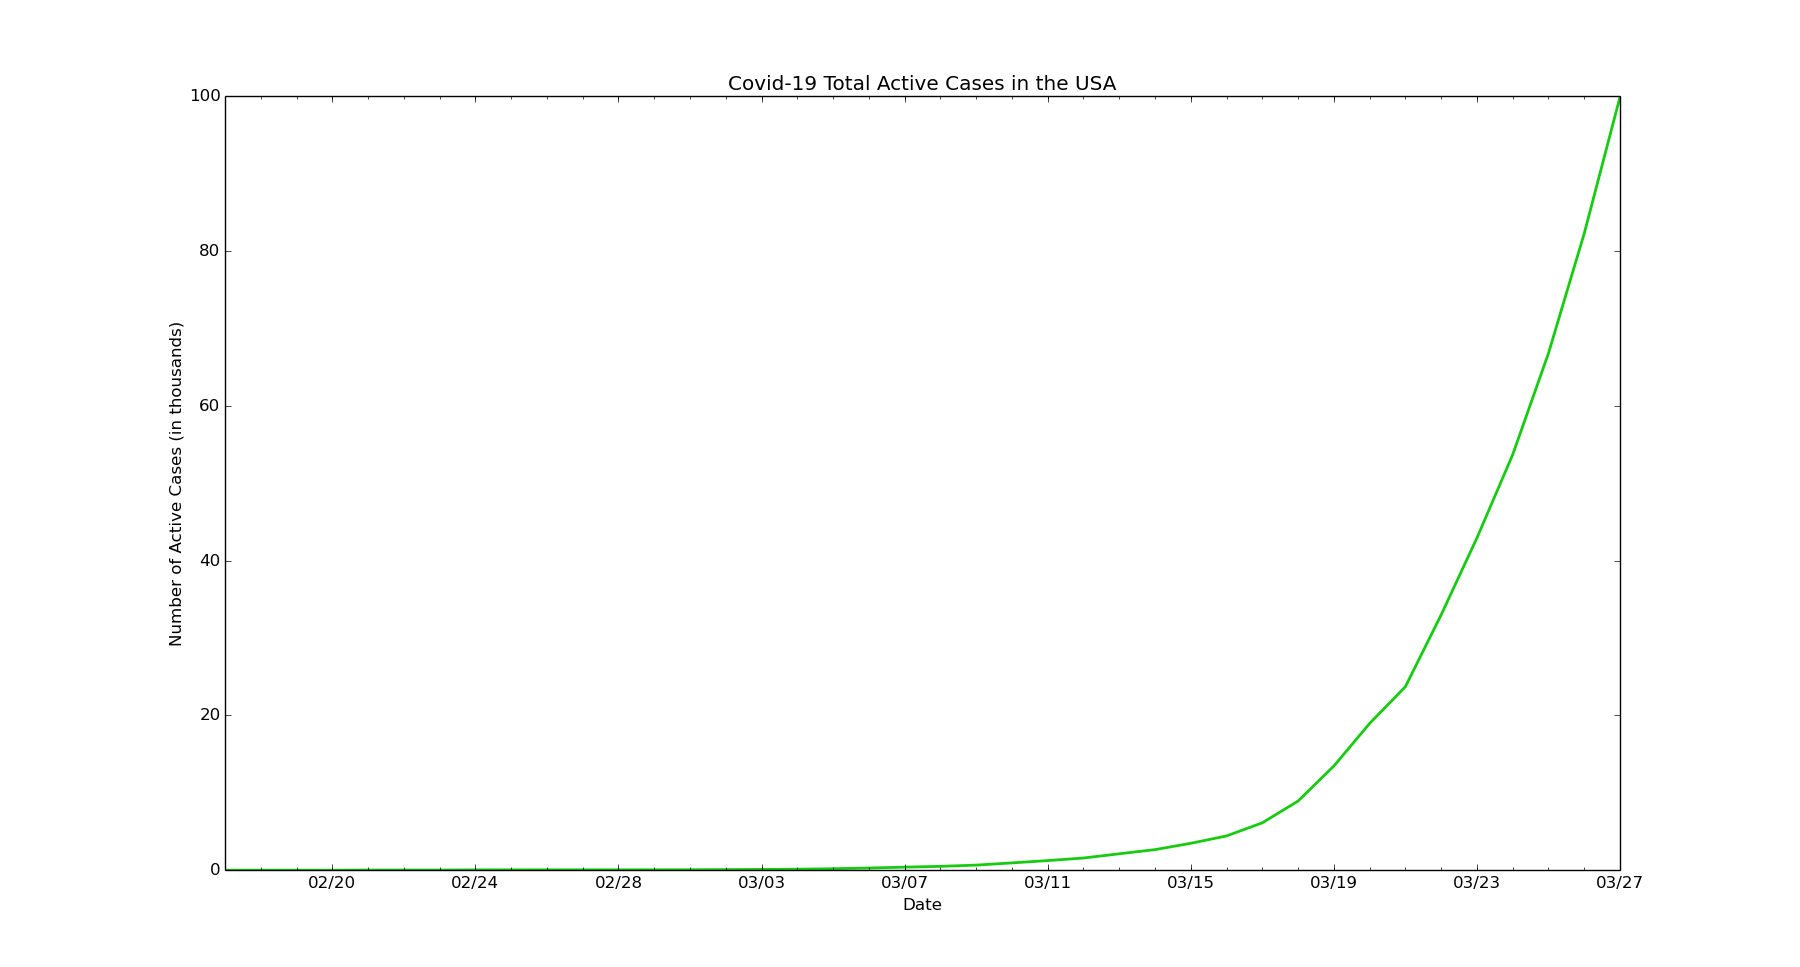 Covid-19 Total Active Cases in the USA
100
80
60
40
20
0
Number of Active Cases (in thousands)
02/20 02/24 02/28 03/03 03/07 03/11 03/15 03/19 03/23 03/27
Date